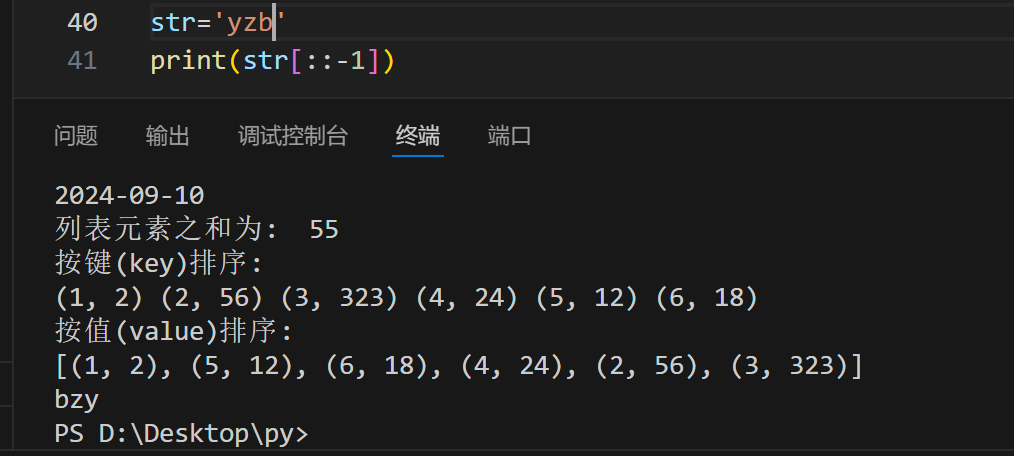 40 str='yzb'
41 print(str[::-1])
问题 输出 调试控制台 终端 端口
2024-09-10
列表元素之和为: 55
按键(key)排序:
(1, 2) (2, 56) (3, 323) (4, 24) (5, 12) (6, 18)
按值(value)排序:
[(1, 2), (5, 12), (6, 18), (4, 24), (2, 56), (3, 323)]
bzy
PS D:\Desktop\py>